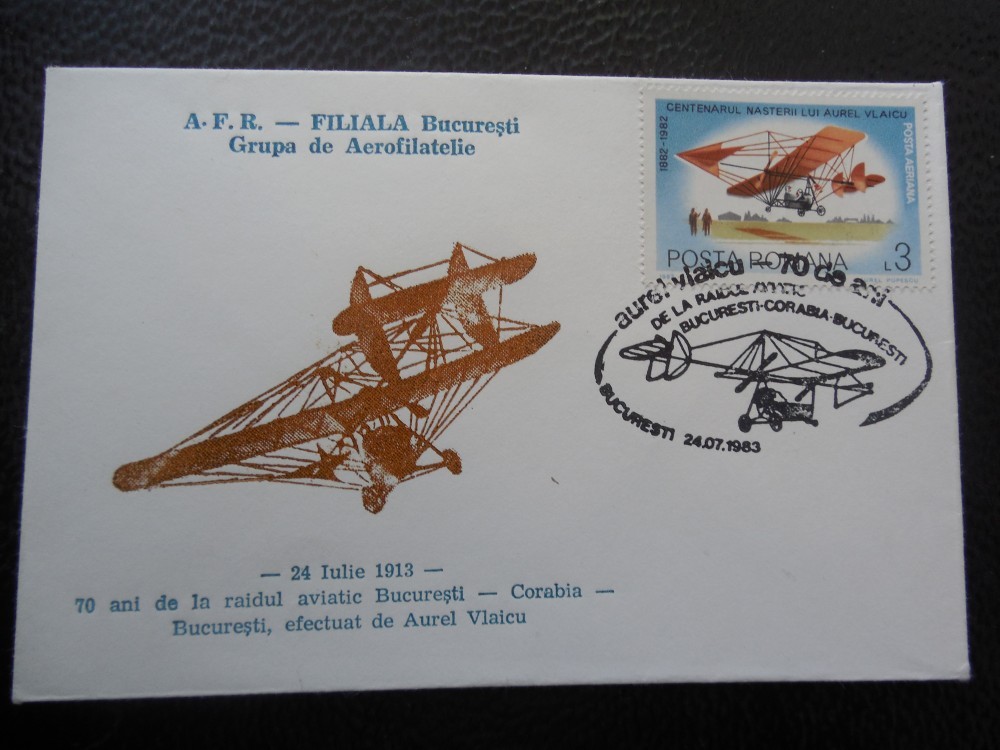 A.F.R. — FILIALA București
Grupa de Aerofilatelie
CENTENARUL NASTERII LUI AUREL VLAICU
1882-1982
POSTA AERIANA
POSTA ROMANA
L3
aurel vlaicu – 70 de ani
DE LA RAIDUL AVIATIC
BUCURESTI-CORABIA-BUCURESTI
BUCURESTI 24.07.1983
— 24 Iulie 1913 —
70 ani de la raidul aviatic București — Corabia —
București, efectuat de Aurel Vlaicu